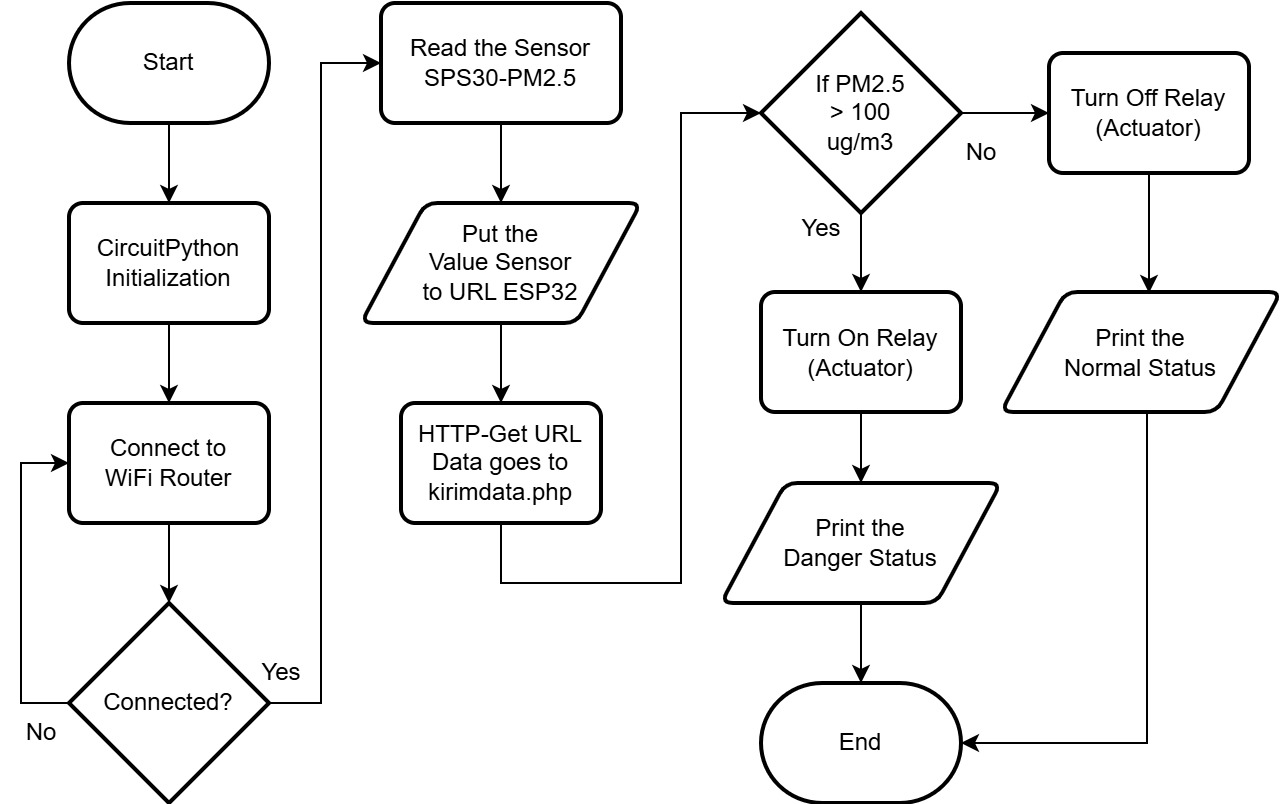 Start
CircuitPython
Initialization
Connect to
WiFi Router
Connected?
No
Yes
Read the Sensor
SPS30-PM2.5
Put the
Value Sensor
to URL ESP32
HTTP-Get URL
Data goes to
kirimdata.php
If PM2.5
> 100
ug/m3
No
Yes
Turn Off Relay
(Actuator)
Print the
Normal Status
Turn On Relay
(Actuator)
Print the
Danger Status
End